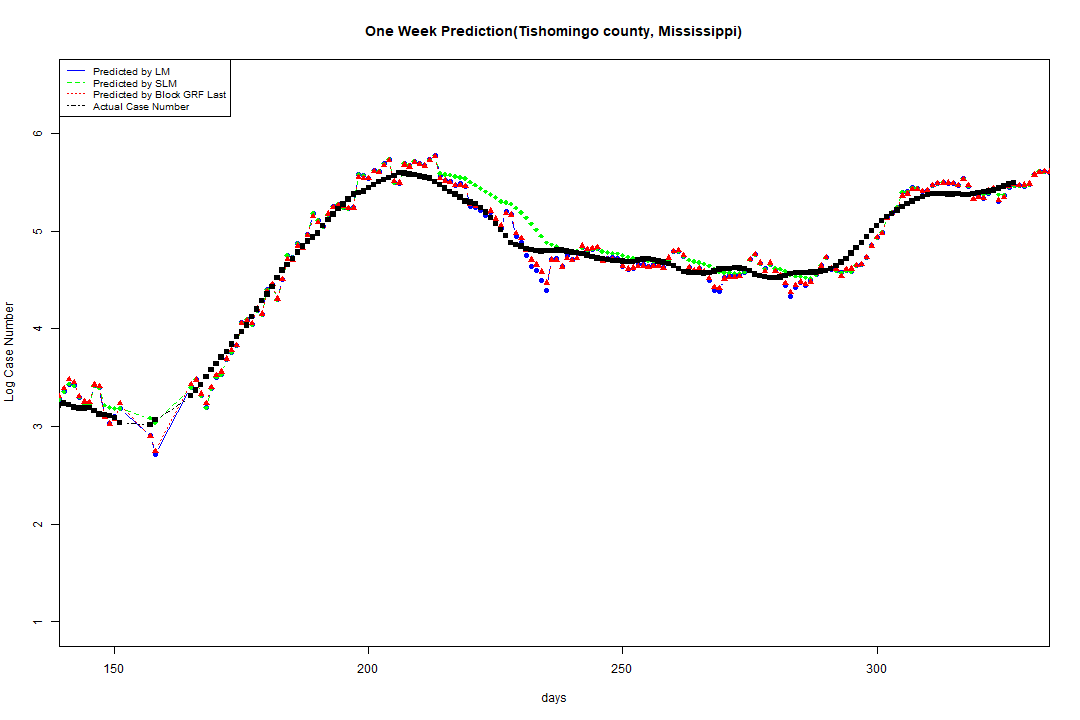 One Week Prediction(Tishomingo county, Mississippi)
Predicted by LM
Predicted by SLM
Predicted by Block GRF Last
Actual Case Number
6
5
4
3
2
1
Log Case Number
150 200 250 300
days